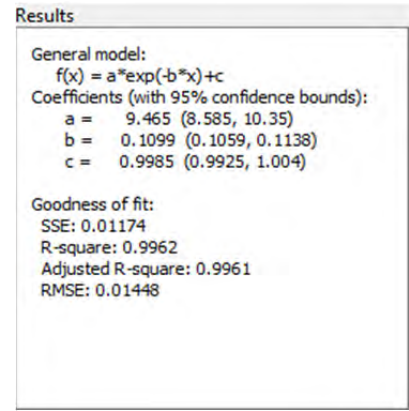 Results
General model:
f(x) = a*exp(-b*x)+c
Coefficients (with 95% confidence bounds):
a = 9.465 (8.585, 10.35)
b = 0.1099 (0.1059, 0.1138)
c = 0.9985 (0.9925, 1.004)
Goodness of fit:
SSE: 0.01174
R-square: 0.9962
Adjusted R-square: 0.9961
RMSE: 0.01448